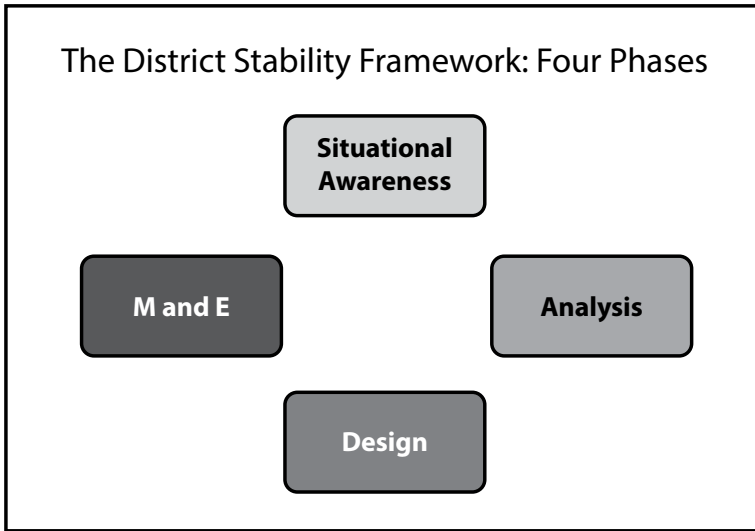 The District Stability Framework: Four Phases
Situational
Awareness
M and E
Analysis
Design